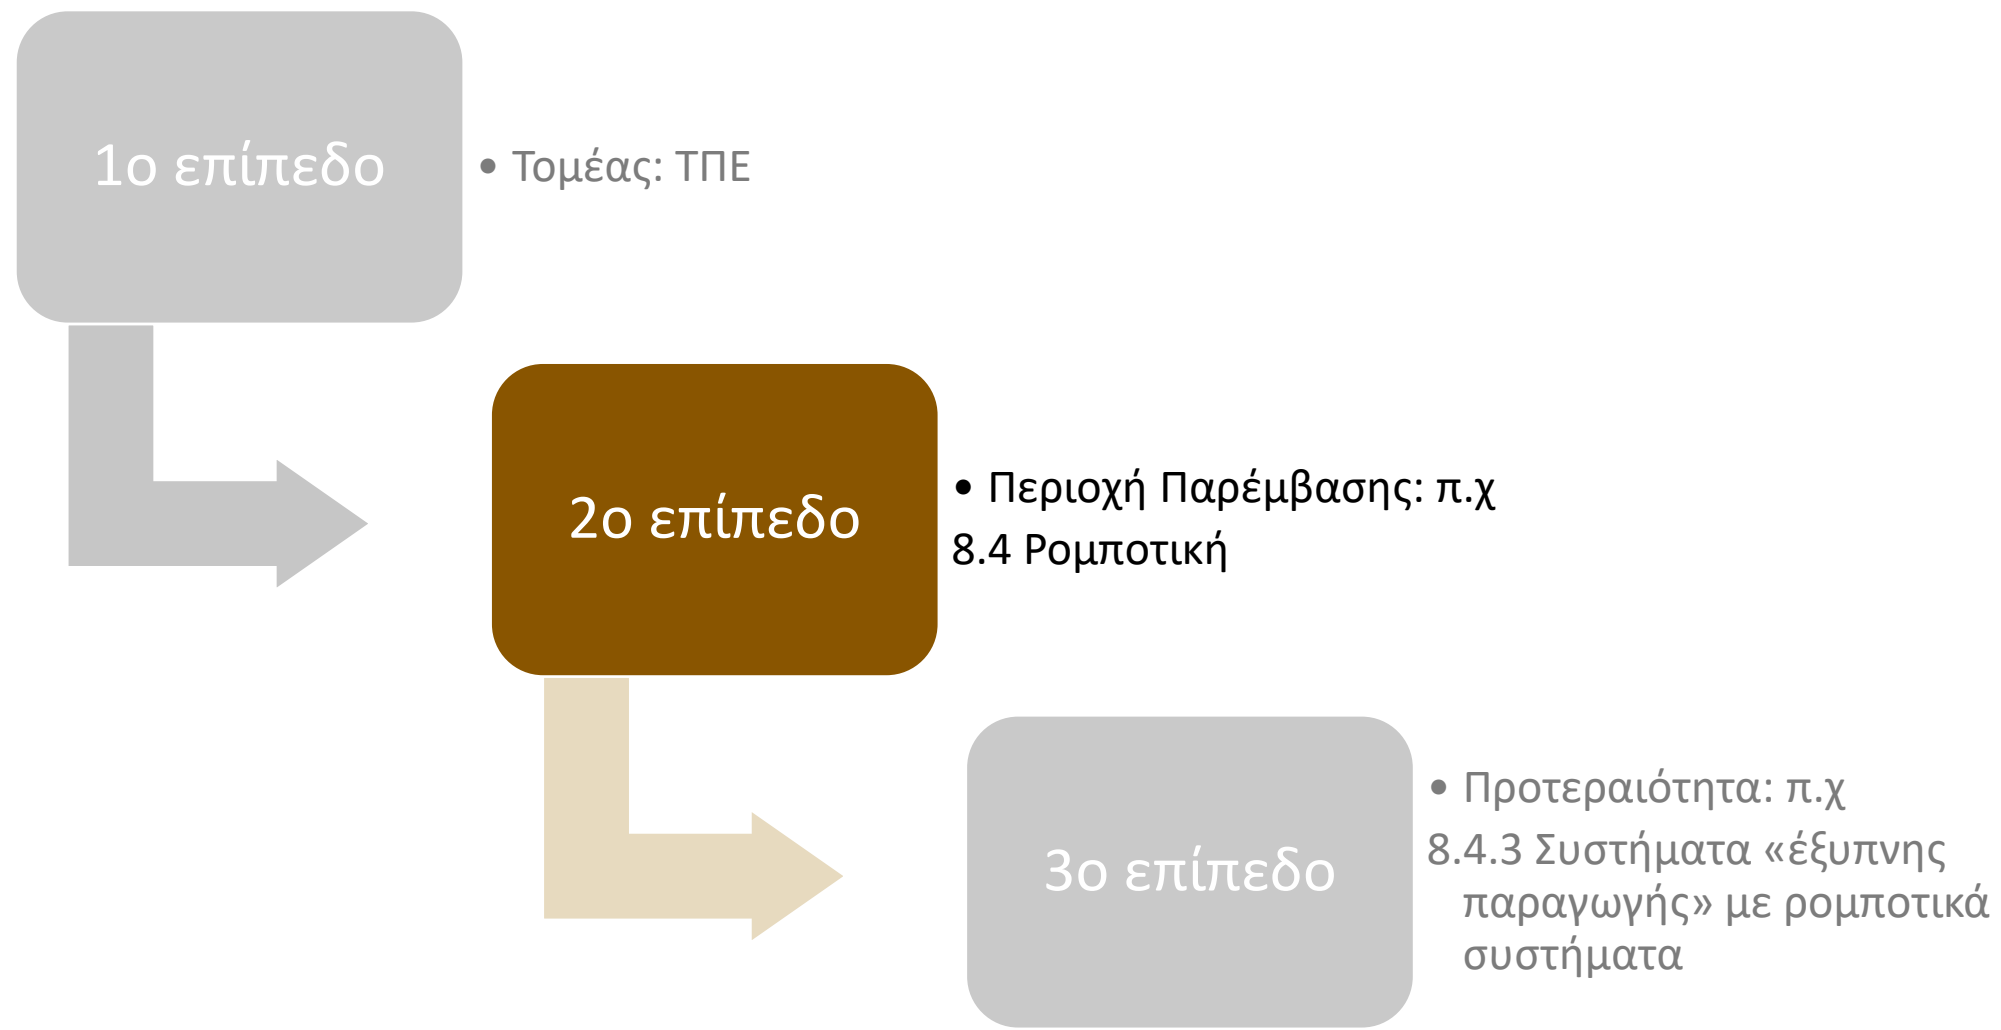 1ο επίπεδο
• Τομέας: ΤΠΕ
2ο επίπεδο
• Περιοχή Παρέμβασης: π.χ
8.4 Ρομποτική
3ο επίπεδο
• Προτεραιότητα: π.χ
8.4.3 Συστήματα «έξυπνης
παραγωγής» με ρομποτικά
συστήματα